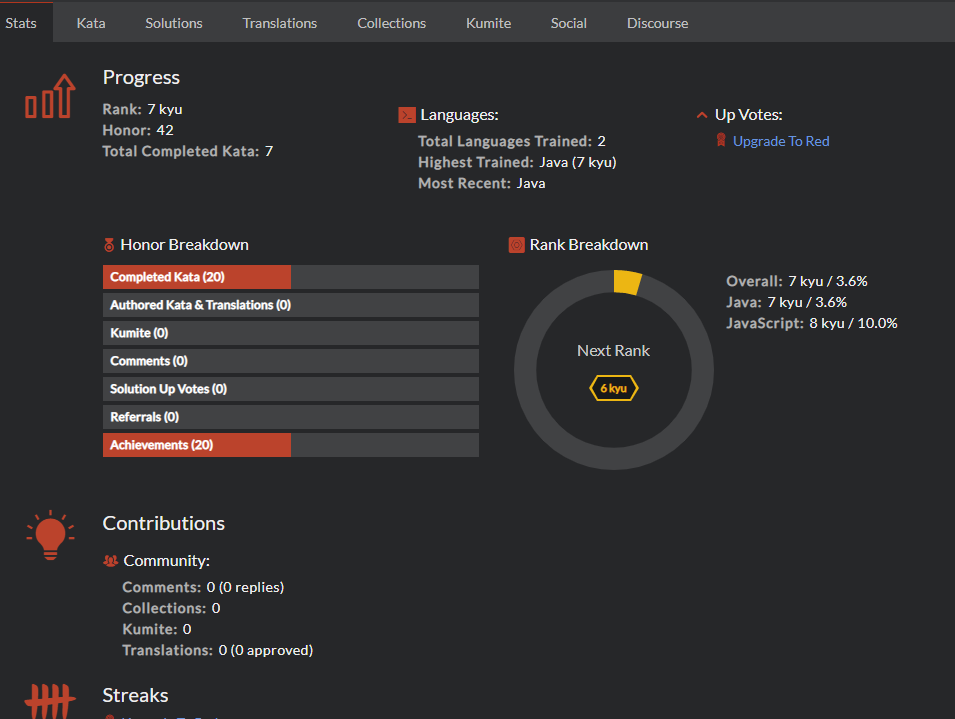 Stats Kata Solutions Translations Collections Kumite Social Discourse
Progress
Rank: 7 kyu
Honor: 42
Total Completed Kata: 7
Languages:
Total Languages Trained: 2
Highest Trained: Java (7 kyu)
Most Recent: Java
Up Votes:
Upgrade To Red
Honor Breakdown
Completed Kata (20)
Authored Kata & Translations (0)
Kumite (0)
Comments (0)
Solution Up Votes (0)
Referrals (0)
Achievements (20)
Rank Breakdown
Next Rank
6 kyu
Overall: 7 kyu / 3.6%
Java: 7 kyu / 3.6%
JavaScript: 8 kyu / 10.0%
Contributions
Community:
Comments: 0 (0 replies)
Collections: 0
Kumite: 0
Translations: 0 (0 approved)
Streaks